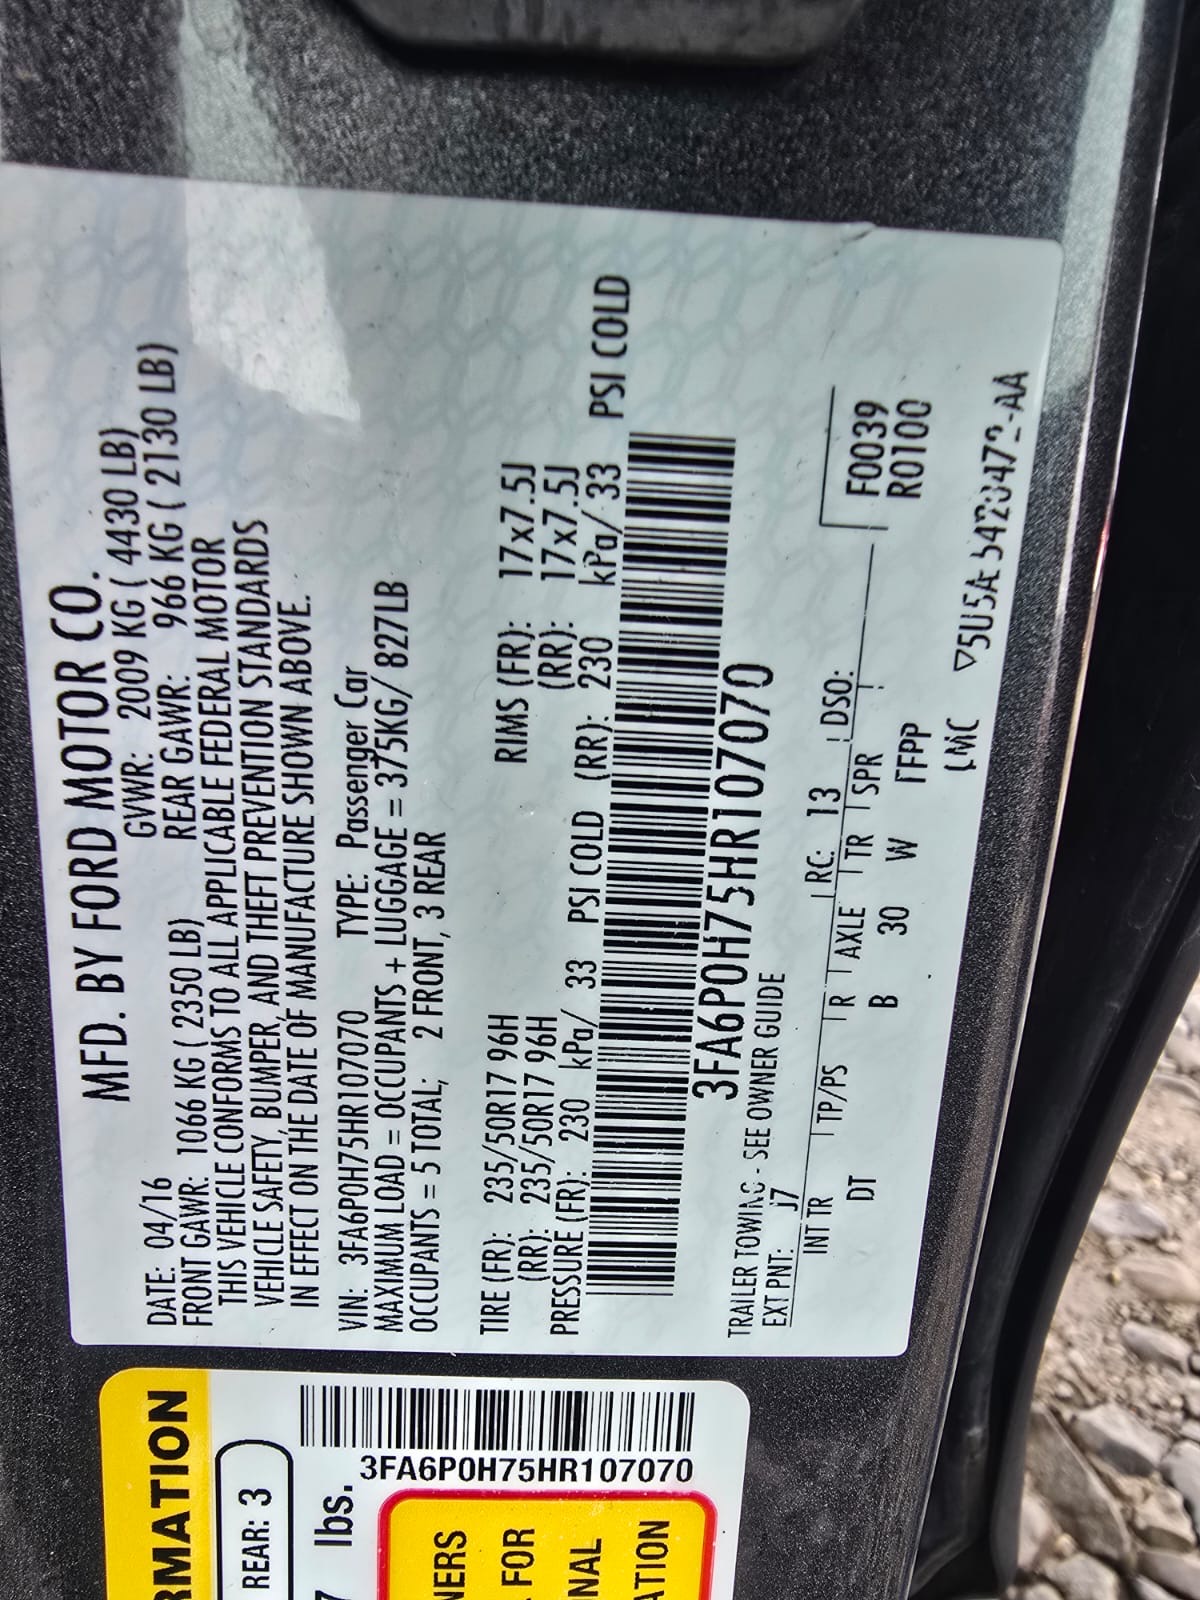 MFD. BY FORD MOTOR CO.
DATE: 04/16 GVWR: 2009 KG ( 4430 LB)
FRONT GAWR: 1066 KG ( 2350 LB) REAR GAWR: 966 KG ( 2130 LB)
THIS VEHICLE CONFORMS TO ALL APPLICABLE FEDERAL MOTOR
VEHICLE SAFETY, BUMPER, AND THEFT PREVENTION STANDARDS
IN EFFECT ON THE DATE OF MANUFACTURE SHOWN ABOVE.
VIN: 3FA6P0H75HR107070 TYPE: Passenger Car
MAXIMUM LOAD = OCCUPANTS + LUGGAGE = 375KG/ 827LB
OCCUPANTS = 5 TOTAL; 2 FRONT, 3 REAR
TIRE (FR): 235/50R17 96H RIMS (FR): 17x7.5J
(RR): 235/50R17 96H (RR): 17x7.5J
PRESSURE (FR): 230 kPa/ 33 PSI COLD (RR): 230 kPa/ 33 PSI COLD
3FA6P0H75HR107070
TRAILER TOWING - SEE OWNER GUIDE
EXT PNT: J7 RC: 13 DSO:
INT TR TP/PS R AXLE TR SPR
F0039
DT B 30 W FFPP
R0100
RMATION
REAR: 3
7 lbs.
3FA6P0H75HR107070
NERS
FOR
NAL
ATION